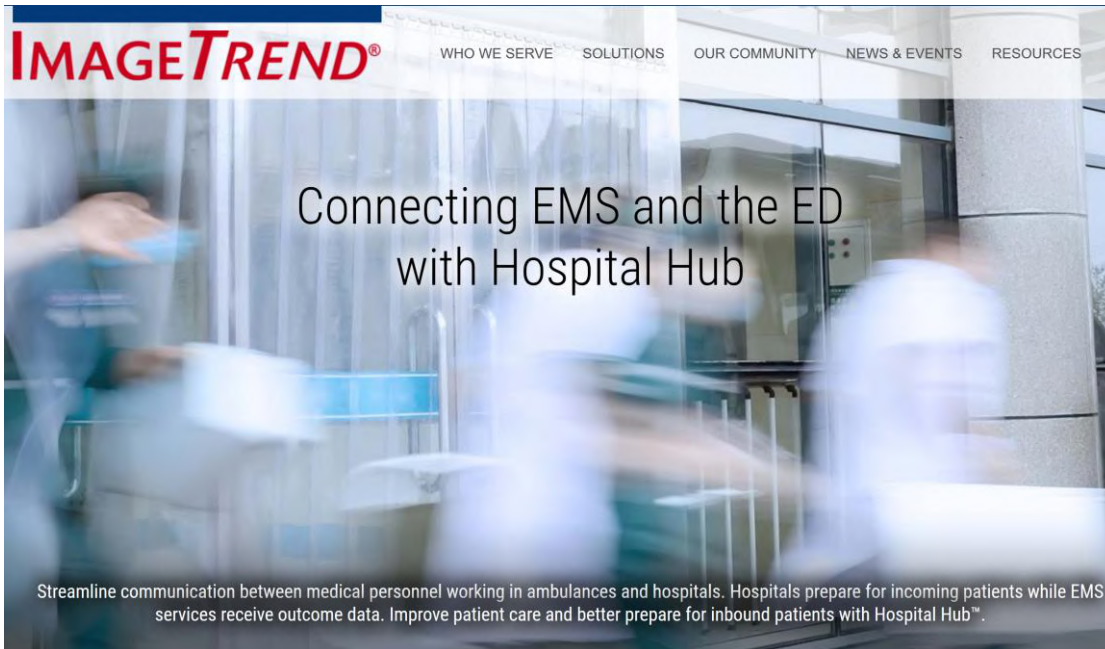 IMAGETREND®
WHO WE SERVE SOLUTIONS OUR COMMUNITY NEWS & EVENTS RESOURCES
Connecting EMS and the ED
with Hospital Hub
Streamline communication between medical personnel working in ambulances and hospitals. Hospitals prepare for incoming patients while EMS
services receive outcome data. Improve patient care and better prepare for inbound patients with Hospital Hub™.